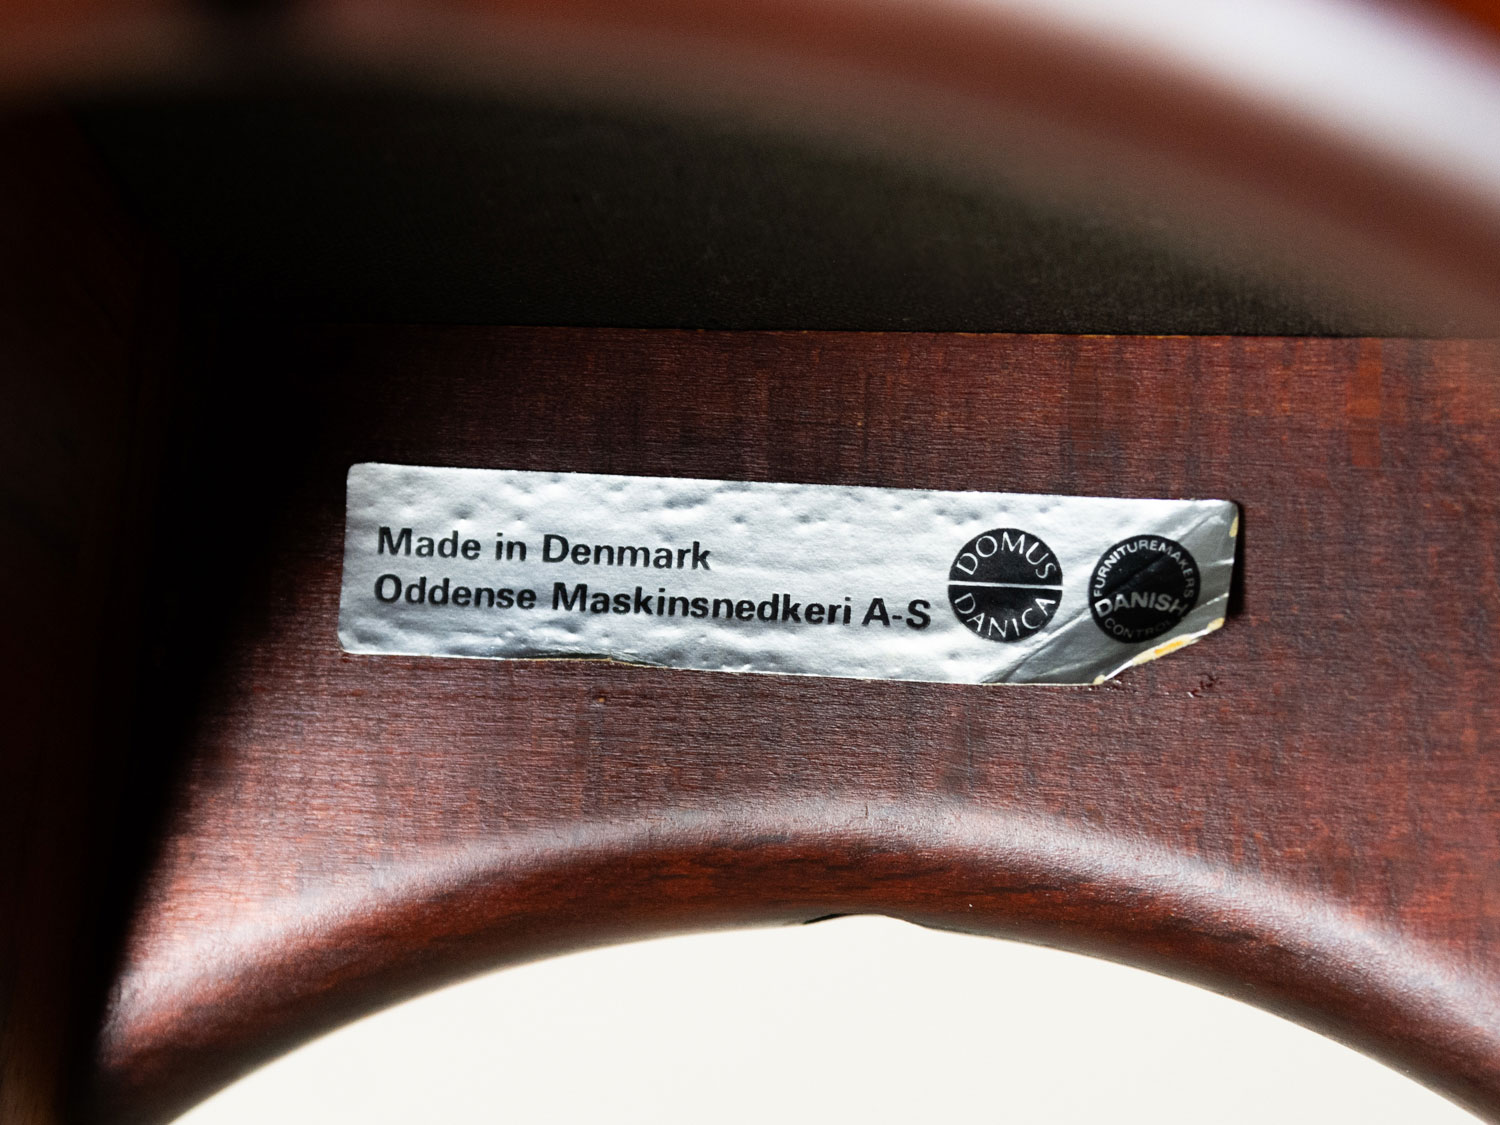 Made in Denmark
Oddense Maskinsnedkeri A-S
DOMUS
DANICA
FURNITUREMAKERS
DANISH
CONTROL